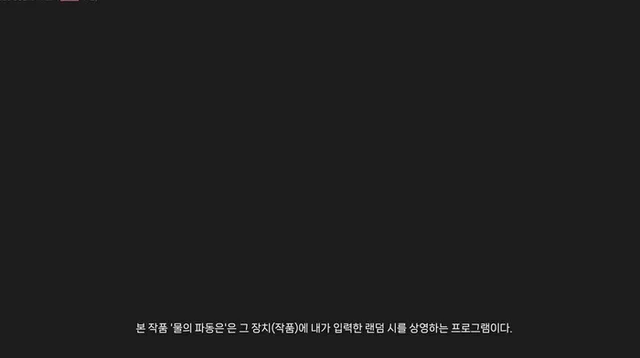 본 작품 '물의 파동은'은 그 장치(작품)에 내가 입력한 랜덤 시를 상영하는 프로그램이다.